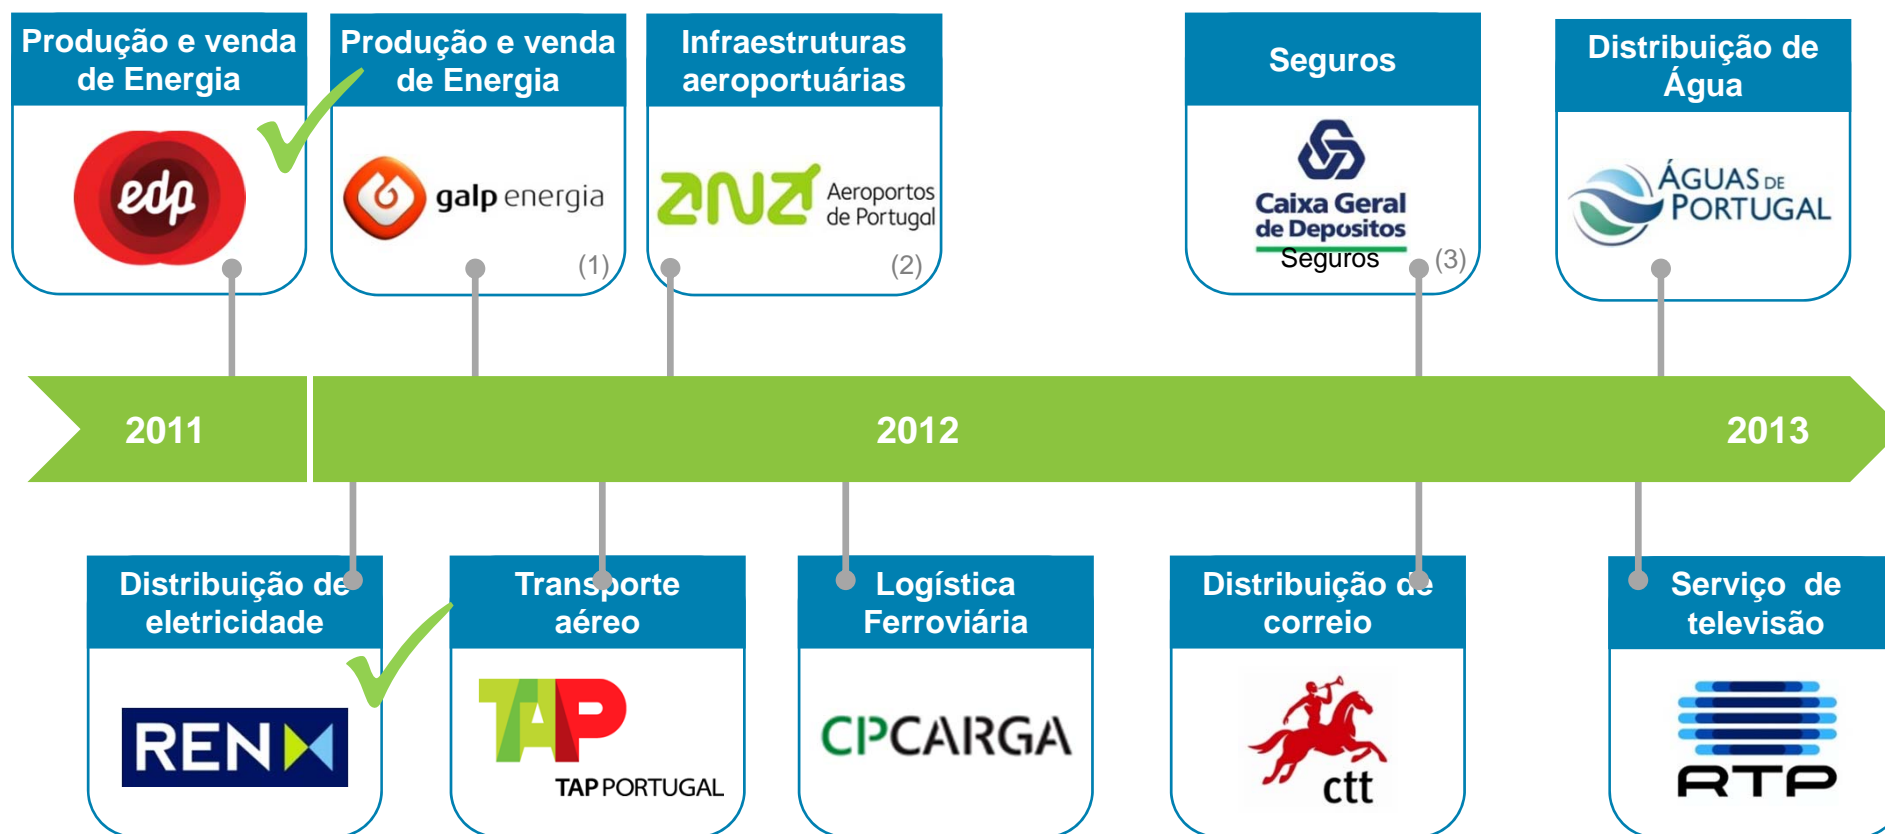 Produção e venda
de Energia
edp
Produção e venda
de Energia
galp energia
(1)
Infraestruturas
aeroportuárias
ana
Aeroportos
de Portugal
(2)
Seguros
Caixa Geral
de Depositos
Seguros
(3)
Distribuição de
Água
ÁGUAS DE
PORTUGAL
2011
2012
2013
Distribuição de
eletricidade
REN
Transporte
aéreo
TAP
TAP PORTUGAL
Logística
Ferroviária
CPCARGA
Distribuição de
correio
ctt
Serviço de
televisão
RTP